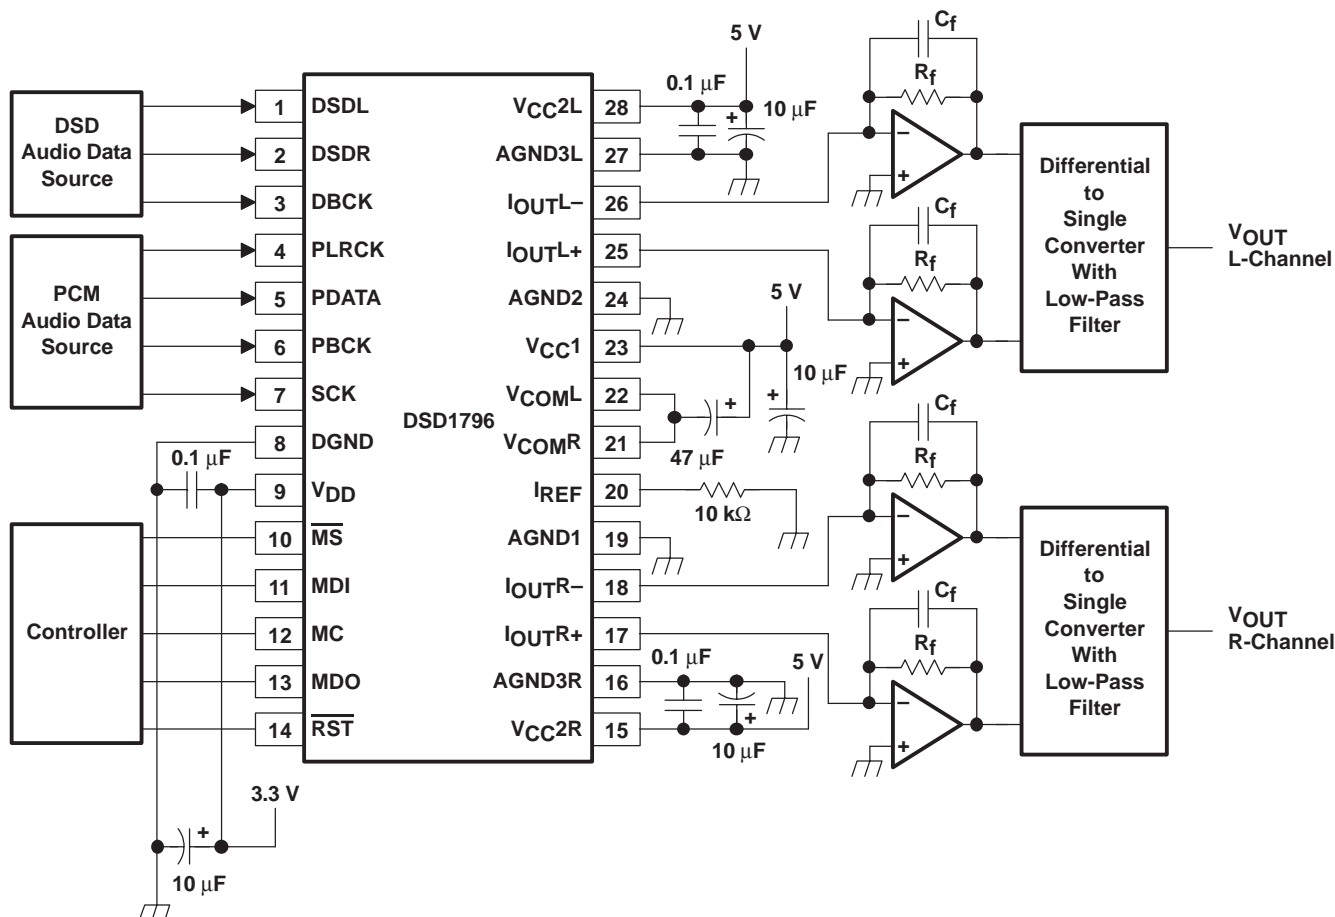 DSD
Audio Data
Source
PCM
Audio Data
Source
Controller
1 DSDL
2 DSDR
3 DBCK
4 PLRCK
5 PDATA
6 PBCK
7 SCK
8 DGND
9 VDD
10 MS
11 MDI
12 MC
13 MDO
14 RST
0.1 μF
3.3 V
+
10 μF
DSD1796
VCC2L 28
AGND3L 27
IOUTL– 26
IOUTL+ 25
AGND2 24
VCC1 23
VCOML 22
VCOMR 21
IREF 20
AGND1 19
IOUTR– 18
IOUTR+ 17
AGND3R 16
VCC2R 15
5 V
0.1 μF
+
10 μF
5 V
10 μF
+
+
47 μF
10 kΩ
0.1 μF
5 V
+
10 μF
Cf
Rf
–
+
Cf
Rf
–
+
Cf
Rf
–
+
Cf
Rf
–
+
Differential
to
Single
Converter
With
Low-Pass
Filter
VOUT
L-Channel
Differential
to
Single
Converter
With
Low-Pass
Filter
VOUT
R-Channel